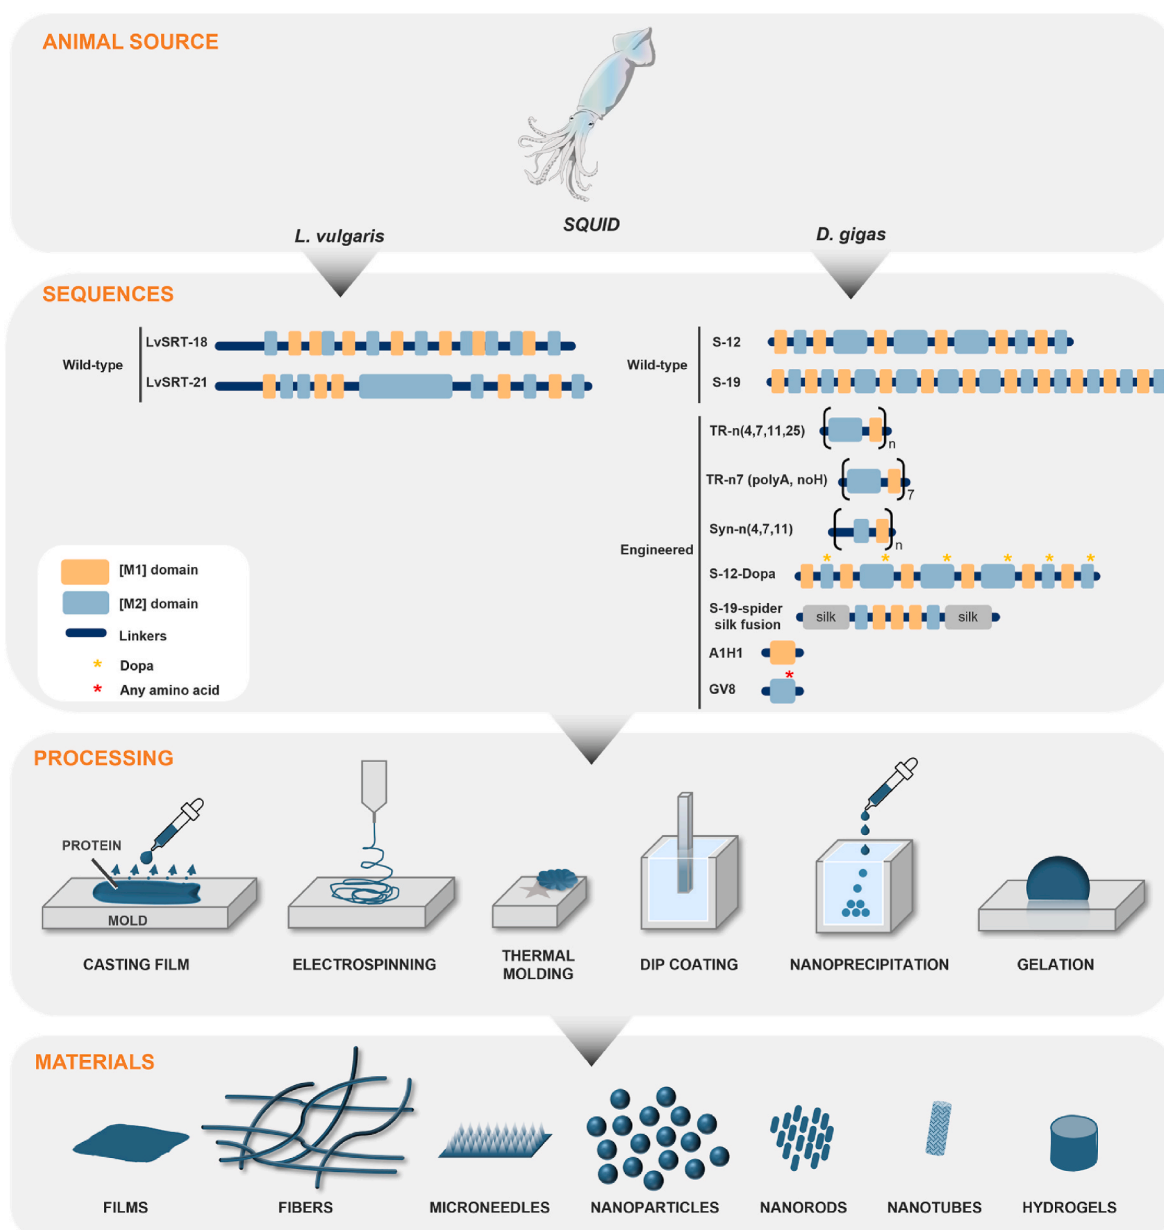 ANIMAL SOURCE
SQUID
L. vulgaris
D. gigas
SEQUENCES
Wild-type
LvSRT-18
LvSRT-21
Wild-type
S-12
S-19
Engineered
TR-n(4,7,11,25)
n
TR-n7 (polyA, noH)
7
Syn-n(4,7,11)
n
S-12-Dopa
* * * * * *
S-19-spider
silk fusion
silk silk
A1H1
GV8
*
[M1] domain
[M2] domain
Linkers
* Dopa
* Any amino acid
PROCESSING
PROTEIN
MOLD
CASTING FILM
ELECTROSPINNING
THERMAL
MOLDING
DIP COATING
NANOPRECIPITATION
GELATION
MATERIALS
FILMS
FIBERS
MICRONEEDLES
NANOPARTICLES
NANORODS
NANOTUBES
HYDROGELS